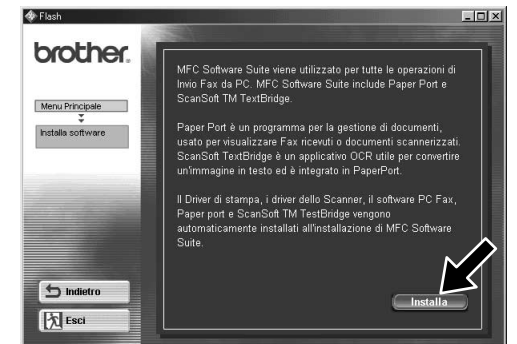 Flash
brother.
Menu Principale
Installa software
MFC Software Suite viene utilizzato per tutte le operazioni di
Invio Fax da PC. MFC Software Suite include Paper Port e
ScanSoft TM TextBridge.
Paper Port è un programma per la gestione di documenti,
usato per visualizzare Fax ricevuti o documenti scannerizzati.
ScanSoft TextBridge è un applicativo OCR utile per convertire
un'immagine in testo ed è integrato in PaperPort.
Il Driver di stampa, i driver dello Scanner, il software PC Fax,
Paper port e ScanSoft TM TestBridge vengono
automaticamente installati all'installazione di MFC Software
Suite.
Indietro
Installa
Esci